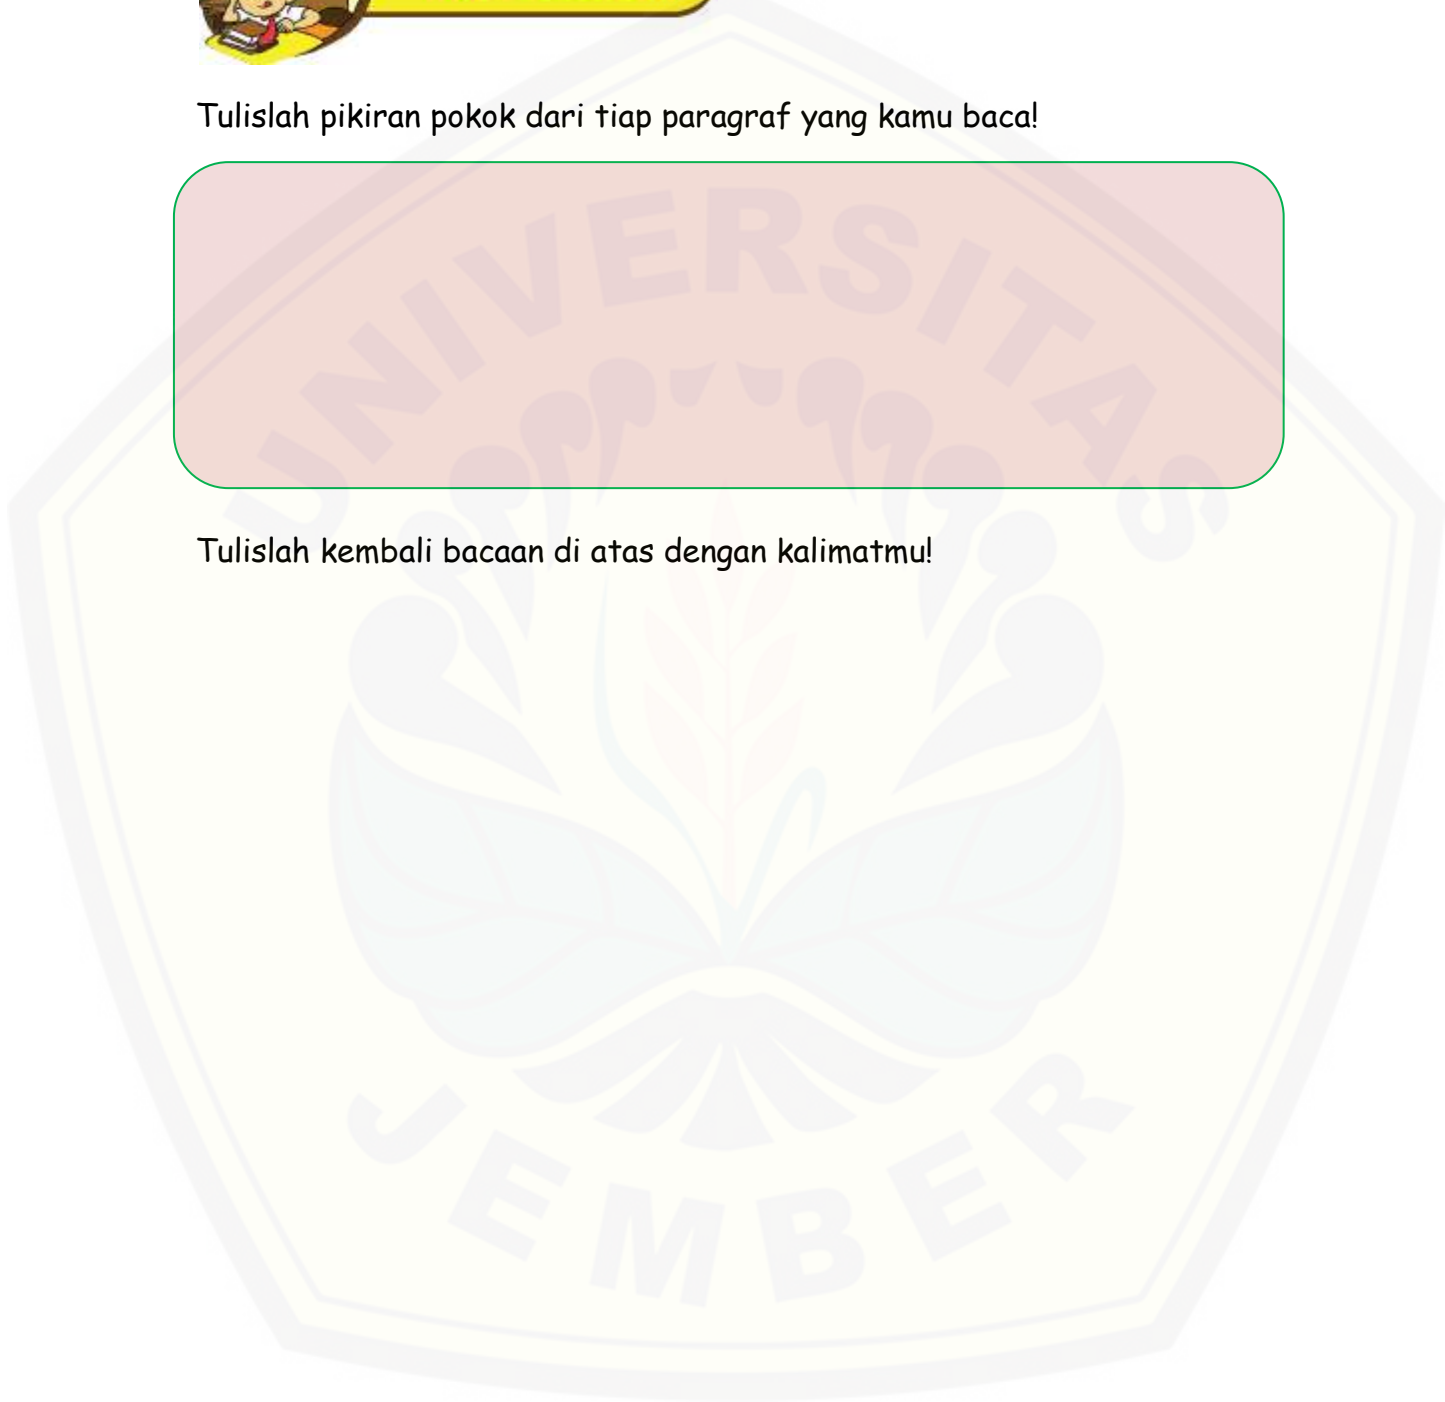 Tulislah pikiran pokok dari tiap paragraf yang kamu baca!
UNIVERSITAS
Tulislah kembali bacaan di atas dengan kalimatmu!
JEMBER